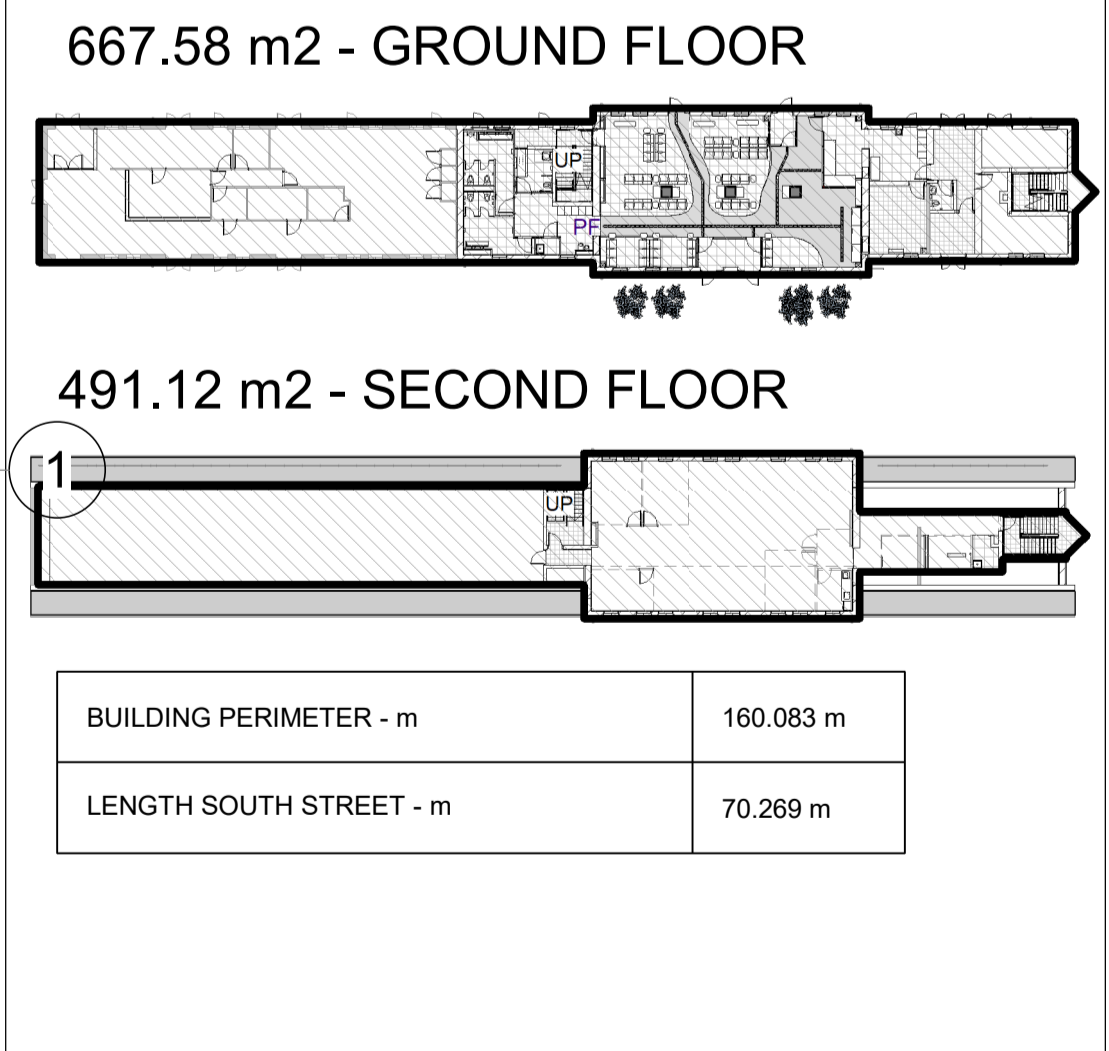 667.58 m2 - GROUND FLOOR
UP
PF
491.12 m2 - SECOND FLOOR
1
UP
BUILDING PERIMETER - m 160.083 m
LENGTH SOUTH STREET - m 70.269 m